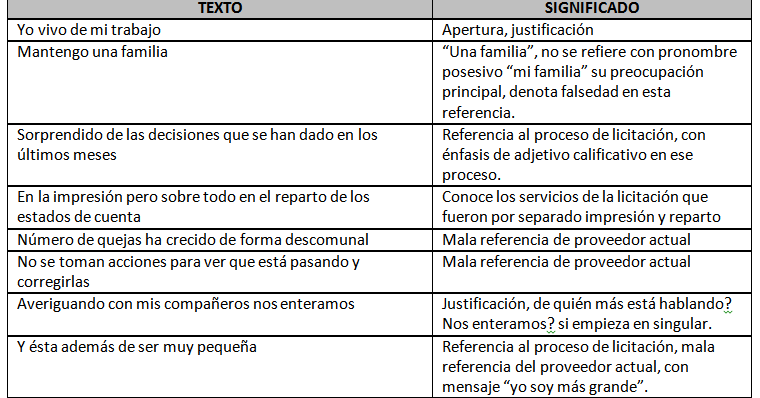 TEXTO SIGNIFICADO
Yo vivo de mi trabajo
Apertura, justificación
Mantengo una familia
“Una familia”, no se refiere con pronombre
posesivo “mi familia” su preocupación
principal, denota falsedad en esta
referencia.
Sorprendido de las decisiones que se han dado en los
últimos meses
Referencia al proceso de licitación, con
énfasis de adjetivo calificativo en ese
proceso.
En la impresión pero sobre todo en el reparto de los
estados de cuenta
Conoce los servicios de la licitación que
fueron por separado impresión y reparto
Número de quejas ha crecido de forma descomunal
Mala referencia de proveedor actual
No se toman acciones para ver que está pasando y
corregirlas
Mala referencia de proveedor actual
Averiguando con mis compañeros nos enteramos
Justificación, de quién más está hablando?
Nos enteramos? si empieza en singular.
Y ésta además de ser muy pequeña
Referencia al proceso de licitación, mala
referencia del proveedor actual, con
mensaje “yo soy más grande”.